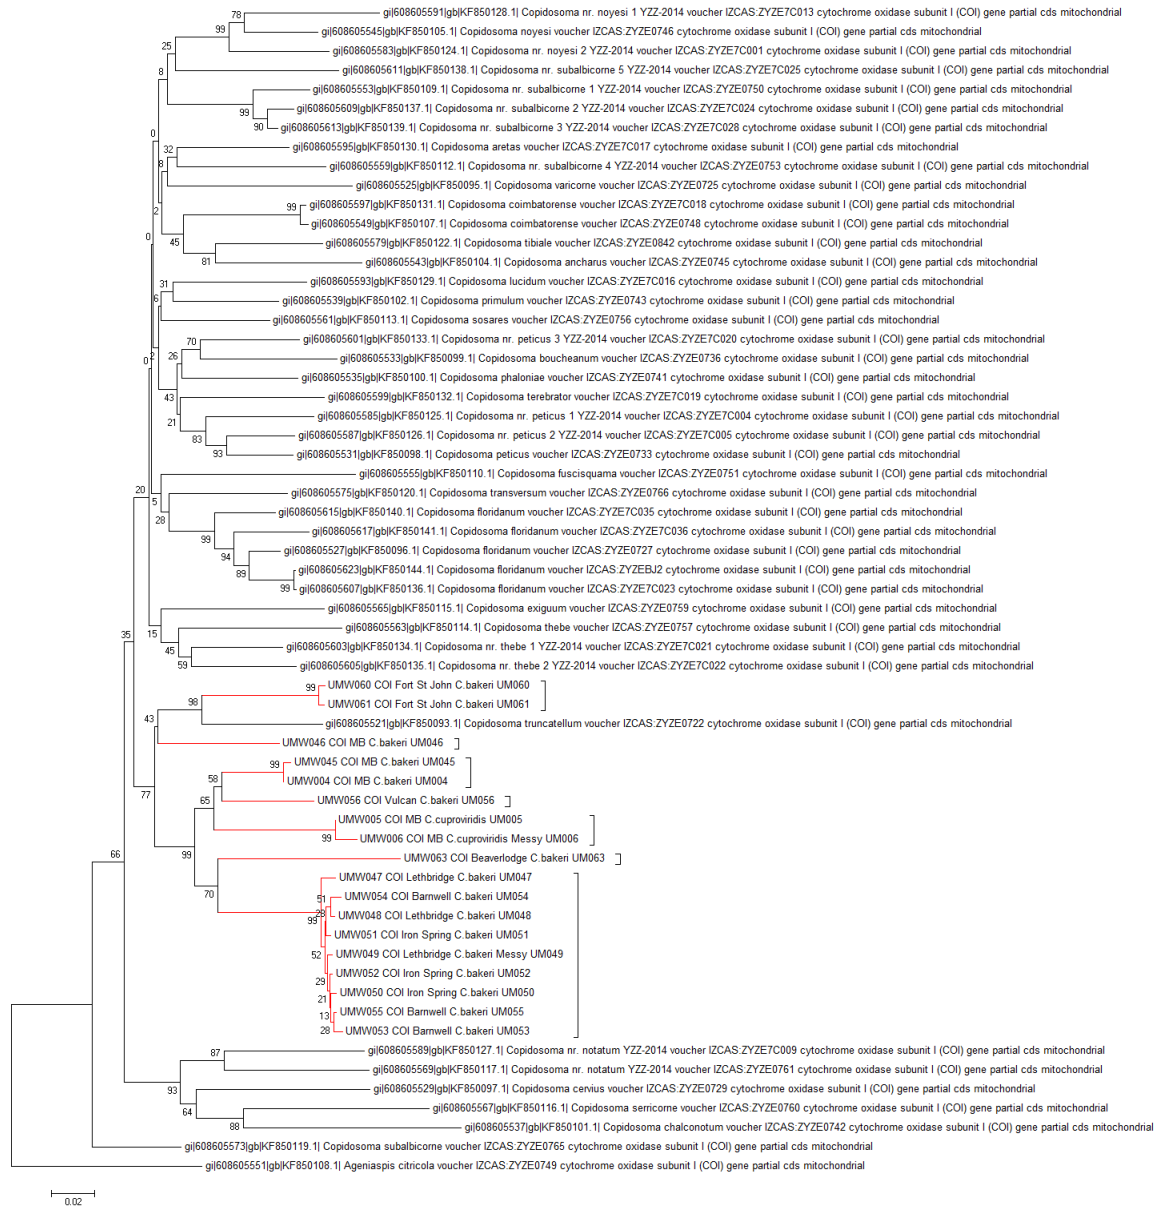 gi|608605591|gb|KF850128.1| Copidosoma nr. noyesi 1 YZZ-2014 voucher IZCAS:ZYZE7C013 cytochrome oxidase subunit I (COI) gene partial cds mitochondrial
78
99
gi|608605545|gb|KF850105.1| Copidosoma noyesi voucher IZCAS:ZYZE0746 cytochrome oxidase subunit I (COI) gene partial cds mitochondrial
25
gi|608605583|gb|KF850124.1| Copidosoma nr. noyesi 2 YZZ-2014 voucher IZCAS:ZYZE7C001 cytochrome oxidase subunit I (COI) gene partial cds mitochondrial
8
gi|608605611|gb|KF850138.1| Copidosoma nr. subalbicorne 5 YZZ-2014 voucher IZCAS:ZYZE7C025 cytochrome oxidase subunit I (COI) gene partial cds mitochondrial
gi|608605553|gb|KF850109.1| Copidosoma nr. subalbicorne 1 YZZ-2014 voucher IZCAS:ZYZE0750 cytochrome oxidase subunit I (COI) gene partial cds mitochondrial
99
gi|608605609|gb|KF850137.1| Copidosoma nr. subalbicorne 2 YZZ-2014 voucher IZCAS:ZYZE7C024 cytochrome oxidase subunit I (COI) gene partial cds mitochondrial
90
gi|608605613|gb|KF850139.1| Copidosoma nr. subalbicorne 3 YZZ-2014 voucher IZCAS:ZYZE7C028 cytochrome oxidase subunit I (COI) gene partial cds mitochondrial
0
32
gi|608605595|gb|KF850130.1| Copidosoma aretas voucher IZCAS:ZYZE7C017 cytochrome oxidase subunit I (COI) gene partial cds mitochondrial
8
gi|608605559|gb|KF850112.1| Copidosoma nr. subalbicorne 4 YZZ-2014 voucher IZCAS:ZYZE0753 cytochrome oxidase subunit I (COI) gene partial cds mitochondrial
gi|608605525|gb|KF850095.1| Copidosoma varicorne voucher IZCAS:ZYZE0725 cytochrome oxidase subunit I (COI) gene partial cds mitochondrial
2
99
gi|608605597|gb|KF850131.1| Copidosoma coimbatorense voucher IZCAS:ZYZE7C018 cytochrome oxidase subunit I (COI) gene partial cds mitochondrial
gi|608605549|gb|KF850107.1| Copidosoma coimbatorense voucher IZCAS:ZYZE0748 cytochrome oxidase subunit I (COI) gene partial cds mitochondrial
0
45
gi|608605579|gb|KF850122.1| Copidosoma tibiale voucher IZCAS:ZYZE0842 cytochrome oxidase subunit I (COI) gene partial cds mitochondrial
81
gi|608605543|gb|KF850104.1| Copidosoma ancharus voucher IZCAS:ZYZE0745 cytochrome oxidase subunit I (COI) gene partial cds mitochondrial
31
gi|608605593|gb|KF850129.1| Copidosoma lucidum voucher IZCAS:ZYZE7C016 cytochrome oxidase subunit I (COI) gene partial cds mitochondrial
6
gi|608605539|gb|KF850102.1| Copidosoma primulum voucher IZCAS:ZYZE0743 cytochrome oxidase subunit I (COI) gene partial cds mitochondrial
gi|608605561|gb|KF850113.1| Copidosoma sosares voucher IZCAS:ZYZE0756 cytochrome oxidase subunit I (COI) gene partial cds mitochondrial
70
gi|608605601|gb|KF850133.1| Copidosoma nr. peticus 3 YZZ-2014 voucher IZCAS:ZYZE7C020 cytochrome oxidase subunit I (COI) gene partial cds mitochondrial
0
2
26
gi|608605533|gb|KF850099.1| Copidosoma boucheanum voucher IZCAS:ZYZE0736 cytochrome oxidase subunit I (COI) gene partial cds mitochondrial
gi|608605535|gb|KF850100.1| Copidosoma phaloniae voucher IZCAS:ZYZE0741 cytochrome oxidase subunit I (COI) gene partial cds mitochondrial
43
gi|608605599|gb|KF850132.1| Copidosoma terebrator voucher IZCAS:ZYZE7C019 cytochrome oxidase subunit I (COI) gene partial cds mitochondrial
21
gi|608605585|gb|KF850125.1| Copidosoma nr. peticus 1 YZZ-2014 voucher IZCAS:ZYZE7C004 cytochrome oxidase subunit I (COI) gene partial cds mitochondrial
83
gi|608605587|gb|KF850126.1| Copidosoma nr. peticus 2 YZZ-2014 voucher IZCAS:ZYZE7C005 cytochrome oxidase subunit I (COI) gene partial cds mitochondrial
93
gi|608605531|gb|KF850098.1| Copidosoma peticus voucher IZCAS:ZYZE0733 cytochrome oxidase subunit I (COI) gene partial cds mitochondrial
gi|608605555|gb|KF850110.1| Copidosoma fuscisquama voucher IZCAS:ZYZE0751 cytochrome oxidase subunit I (COI) gene partial cds mitochondrial
20
5
gi|608605575|gb|KF850120.1| Copidosoma transversum voucher IZCAS:ZYZE0766 cytochrome oxidase subunit I (COI) gene partial cds mitochondrial
28
gi|608605615|gb|KF850140.1| Copidosoma floridanum voucher IZCAS:ZYZE7C035 cytochrome oxidase subunit I (COI) gene partial cds mitochondrial
99
gi|608605617|gb|KF850141.1| Copidosoma floridanum voucher IZCAS:ZYZE7C036 cytochrome oxidase subunit I (COI) gene partial cds mitochondrial
94
gi|608605527|gb|KF850096.1| Copidosoma floridanum voucher IZCAS:ZYZE0727 cytochrome oxidase subunit I (COI) gene partial cds mitochondrial
89
gi|608605623|gb|KF850144.1| Copidosoma floridanum voucher IZCAS:ZYZEBJ2 cytochrome oxidase subunit I (COI) gene partial cds mitochondrial
99
gi|608605607|gb|KF850136.1| Copidosoma floridanum voucher IZCAS:ZYZE7C023 cytochrome oxidase subunit I (COI) gene partial cds mitochondrial
gi|608605565|gb|KF850115.1| Copidosoma exiguum voucher IZCAS:ZYZE0759 cytochrome oxidase subunit I (COI) gene partial cds mitochondrial
35
15
gi|608605563|gb|KF850114.1| Copidosoma thebe voucher IZCAS:ZYZE0757 cytochrome oxidase subunit I (COI) gene partial cds mitochondrial
45
gi|608605603|gb|KF850134.1| Copidosoma nr. thebe 1 YZZ-2014 voucher IZCAS:ZYZE7C021 cytochrome oxidase subunit I (COI) gene partial cds mitochondrial
59
gi|608605605|gb|KF850135.1| Copidosoma nr. thebe 2 YZZ-2014 voucher IZCAS:ZYZE7C022 cytochrome oxidase subunit I (COI) gene partial cds mitochondrial
99
UMW060 COI Fort St John C.bakeri UM060
98
UMW061 COI Fort St John C.bakeri UM061
43
gi|608605521|gb|KF850093.1| Copidosoma truncatellum voucher IZCAS:ZYZE0722 cytochrome oxidase subunit I (COI) gene partial cds mitochondrial
UMW046 COI MB C.bakeri UM046
99
UMW045 COI MB C.bakeri UM045
58
UMW004 COI MB C.bakeri UM004
77
65
UMW056 COI Vulcan C.bakeri UM056
UMW005 COI MB C.cuproviridis UM005
99
UMW006 COI MB C.cuproviridis Messy UM006
66
99
UMW063 COI Beaverlodge C.bakeri UM063
70
UMW047 COI Lethbridge C.bakeri UM047
51
UMW054 COI Barnwell C.bakeri UM054
99
UMW048 COI Lethbridge C.bakeri UM048
UMW051 COI Iron Spring C.bakeri UM051
52
UMW049 COI Lethbridge C.bakeri Messy UM049
29
UMW052 COI Iron Spring C.bakeri UM052
21
UMW050 COI Iron Spring C.bakeri UM050
13
UMW055 COI Barnwell C.bakeri UM055
28
UMW053 COI Barnwell C.bakeri UM053
87
gi|608605589|gb|KF850127.1| Copidosoma nr. notatum YZZ-2014 voucher IZCAS:ZYZE7C009 cytochrome oxidase subunit I (COI) gene partial cds mitochondrial
gi|608605569|gb|KF850117.1| Copidosoma nr. notatum YZZ-2014 voucher IZCAS:ZYZE0761 cytochrome oxidase subunit I (COI) gene partial cds mitochondrial
93
gi|608605529|gb|KF850097.1| Copidosoma cervius voucher IZCAS:ZYZE0729 cytochrome oxidase subunit I (COI) gene partial cds mitochondrial
64
gi|608605567|gb|KF850116.1| Copidosoma serricorne voucher IZCAS:ZYZE0760 cytochrome oxidase subunit I (COI) gene partial cds mitochondrial
88
gi|608605537|gb|KF850101.1| Copidosoma chalconotum voucher IZCAS:ZYZE0742 cytochrome oxidase subunit I (COI) gene partial cds mitochondrial
gi|608605573|gb|KF850119.1| Copidosoma subalbicorne voucher IZCAS:ZYZE0765 cytochrome oxidase subunit I (COI) gene partial cds mitochondrial
gi|608605551|gb|KF850108.1| Ageniaspis citricola voucher IZCAS:ZYZE0749 cytochrome oxidase subunit I (COI) gene partial cds mitochondrial
0.02